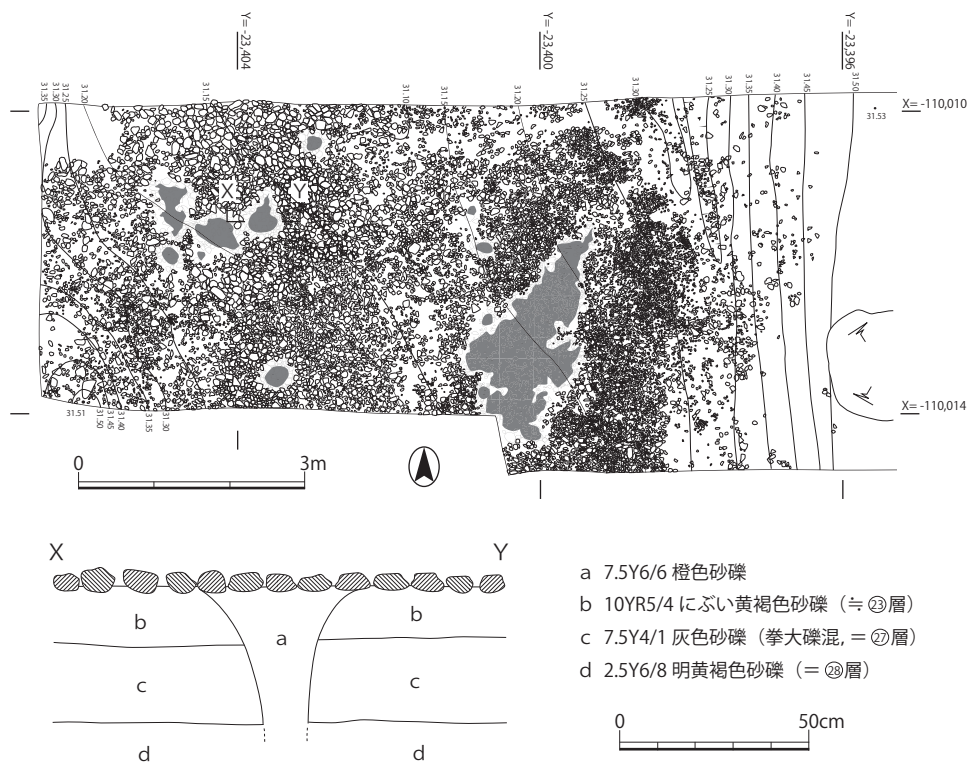 Y= -23,404
Y= -23,400
Y= -23,396
31.35
31.30
31.25
31.20
31.15
31.10
31.15
31.20
31.25
31.30
31.25
31.30
31.35
31.40
31.45
31.50
X= -110,010
31.53
X
Y
31.51
31.50
31.45
31.40
31.35
31.30
X= -110,014
0
3m
X
Y
a 7.5Y6/6 橙色砂礫
b 10YR5/4 にぶい黄褐色砂礫（≒ ㉓層）
c 7.5Y4/1 灰色砂礫（拳大礫混, ＝ ㉗層）
d 2.5Y6/8 明黄褐色砂礫（＝ ㉘層）
b
a
b
c
c
d
d
0
50cm